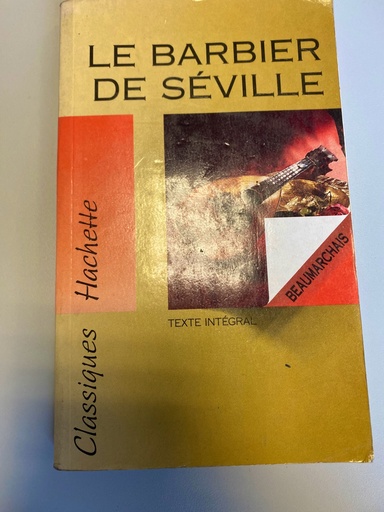 LE BARBIER
DE SÉVILLE
BEAUMARCHAIS
TEXTE INTÉGRAL
Classiques Hachette